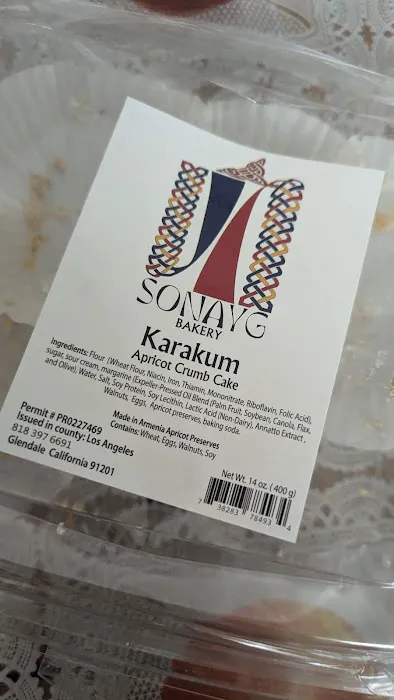 SONAYG
BAKERY
Karakum
Apricot Crumb Cake
Ingredients: Flour (Wheat Flour, Niacin, Iron, Thiamin, Mononitrate, Riboflavin, Folic Acid),
sugar, sour cream, margarine (Expeller-Pressed Oil Blend (Palm Fruit, Soybean, Canola, Flax,
and Olive), Water, Salt, Soy Protein, Soy Lecithin, Lactic Acid (Non-Dairy), Annatto Extract,
Walnuts, Eggs, Apricot preserves, baking soda.
Made in Armenia Apricot Preserves
Contains: Wheat, Eggs, Walnuts, Soy
Permit # PR0227469
Issued in county: Los Angeles
818 397 6691
Glendale California 91201
Net Wt. 14 oz. ( 400 g)
7 38283 78493 4